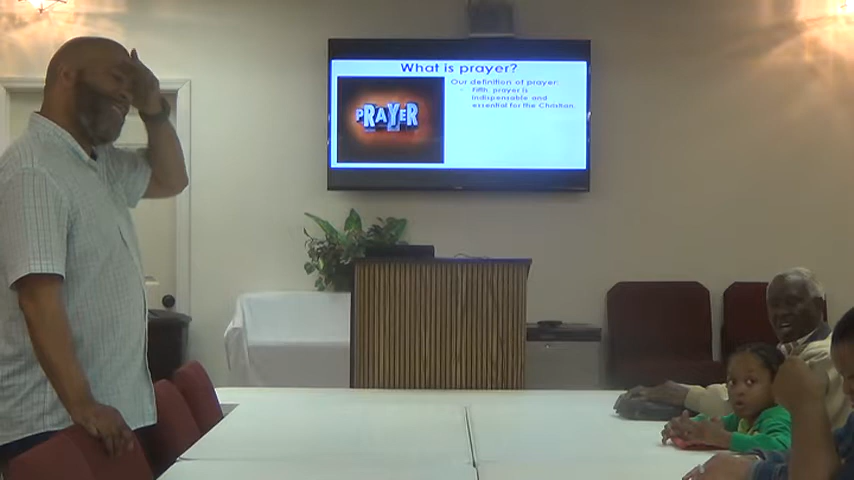 What is prayer?
Our definition of prayer:
- Fifth, prayer is
indispensable and
essential for the Christian.
PRAYER